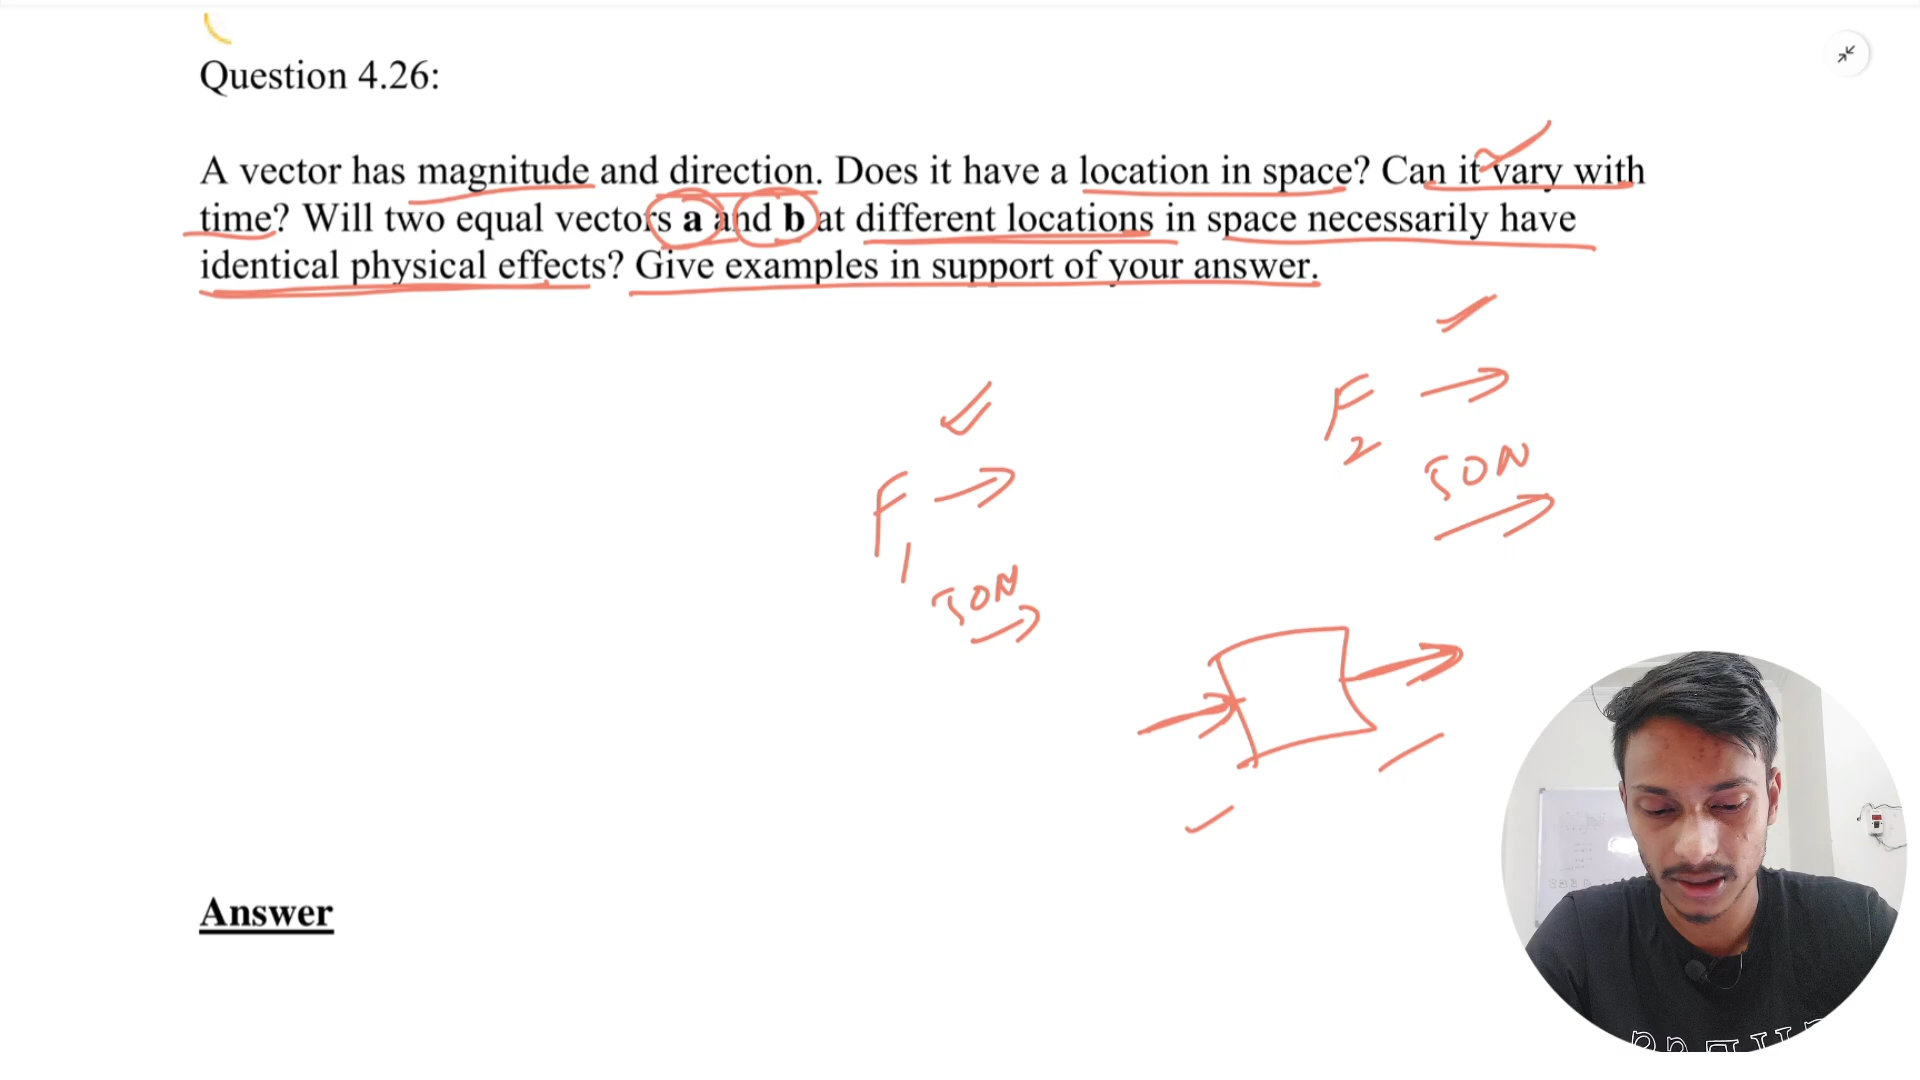 Question 4.26:
A vector has magnitude and direction. Does it have a location in space? Can it vary with
time? Will two equal vectors a and b at different locations in space necessarily have
identical physical effects? Give examples in support of your answer.
F2
F1
Answer